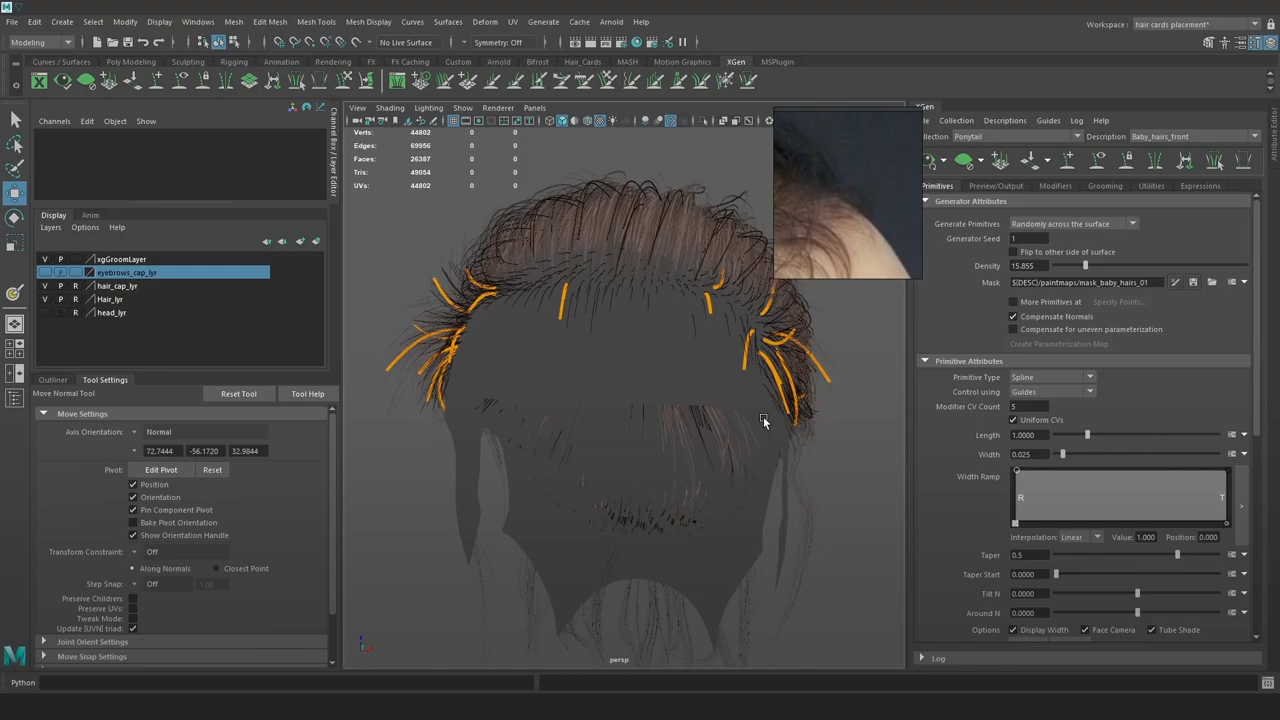 File Edit Create Select Modify Display Windows Mesh Edit Mesh Mesh Tools Mesh Display Curves Surfaces Deform UV Generate Cache Arnold Help
Workspace : hair cards placement*
Modeling
No Live Surface
Symmetry: Off
Curves / Surfaces Poly Modeling Sculpting Rigging Animation Rendering FX FX Caching Custom Arnold Bifrost Hair_Cards MASH Motion Graphics XGen MSPlugin
Channels Edit Object Show
Display Anim
Layers Options Help
V P xgGroomLayer
P eyebrows_cap_lyr
V P R hair_cap_lyr
V P R Hair_lyr
R head_lyr
Outliner Tool Settings
Move Normal Tool Reset Tool Tool Help
Move Settings
Axis Orientation: Normal
72.7444 -56.1720 32.9844
Pivot: Edit Pivot Reset
Position
Orientation
Pin Component Pivot
Bake Pivot Orientation
Show Orientation Handle
Transform Constraint: Off
Along Normals Closest Point
Step Snap: Off 1.00
Preserve Children:
Preserve UVs:
Tweak Mode:
Update [UVN] triad:
Joint Orient Settings
Move Snap Settings
Channel Box / Layer Editor
View Shading Lighting Show Renderer Panels
Verts: 44802 0 0
Edges: 69956 0 0
Faces: 26387 0 0
Tris: 49054 0 0
UVs: 44802 0 0
persp
XGen
Collection Descriptions Guides Log Help
Ponytail Description Baby_hairs_front
Primitives Preview/Output Modifiers Grooming Utilities Expressions
Generator Attributes
Generate Primitives Randomly across the surface
Generator Seed 1
Flip to other side of surface
Density 15.855
Mask ${DESC}/paintmaps/mask_baby_hairs_01
More Primitives at Specify Points...
Compensate Normals
Compensate for uneven parameterization
Create Parameterization Map
Primitive Attributes
Primitive Type Spline
Control using Guides
Modifier CV Count 5
Uniform CVs
Length 1.0000
Width 0.025
Width Ramp
R T
Interpolation: Linear Value: 1.000 Position: 0.000
Taper 0.5
Taper Start 0.0000
Tilt N 0.0000
Around N 0.0000
Options Display Width Face Camera Tube Shade
Log
Attribute Editor
Python